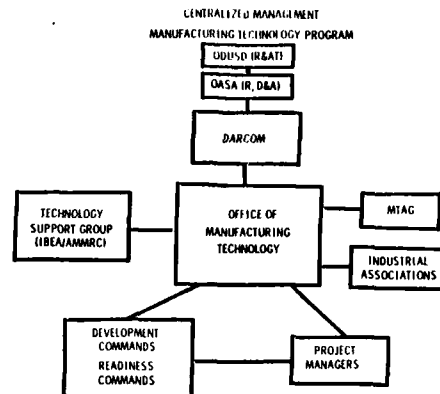 CENTRALIZED MANAGEMENT
MANUFACTURING TECHNOLOGY PROGRAM
ODUSD (R&AT)
OASA (R, D&A)
DARCOM
TECHNOLOGY
SUPPORT GROUP
(IBEA/AMMRC)
OFFICE OF
MANUFACTURING
TECHNOLOGY
MTAG
INDUSTRIAL
ASSOCIATIONS
DEVELOPMENT
COMMANDS
READINESS
COMMANDS
PROJECT
MANAGERS